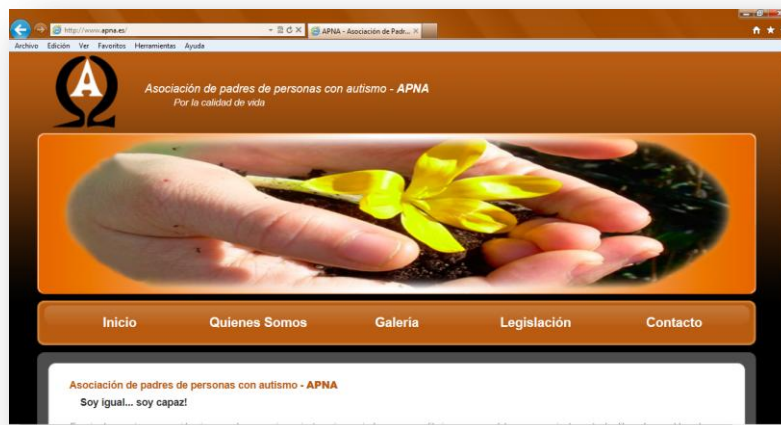 http://www.apna.es/
APNA - Asociación de Padr...
Archivo Edición Ver Favoritos Herramientas Ayuda
A
Asociación de padres de personas con autismo - APNA
Por la calidad de vida
Inicio Quienes Somos Galería Legislación Contacto
Asociación de padres de personas con autismo - APNA
Soy igual... soy capaz!